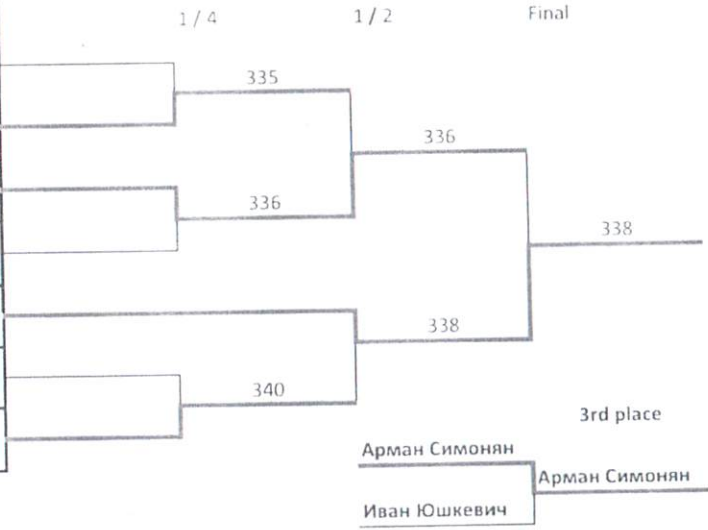 1 / 4 1 / 2 Final
335
336
336
338
338
340
3rd place
Арман Симонян
Арман Симонян
Иван Юшкевич